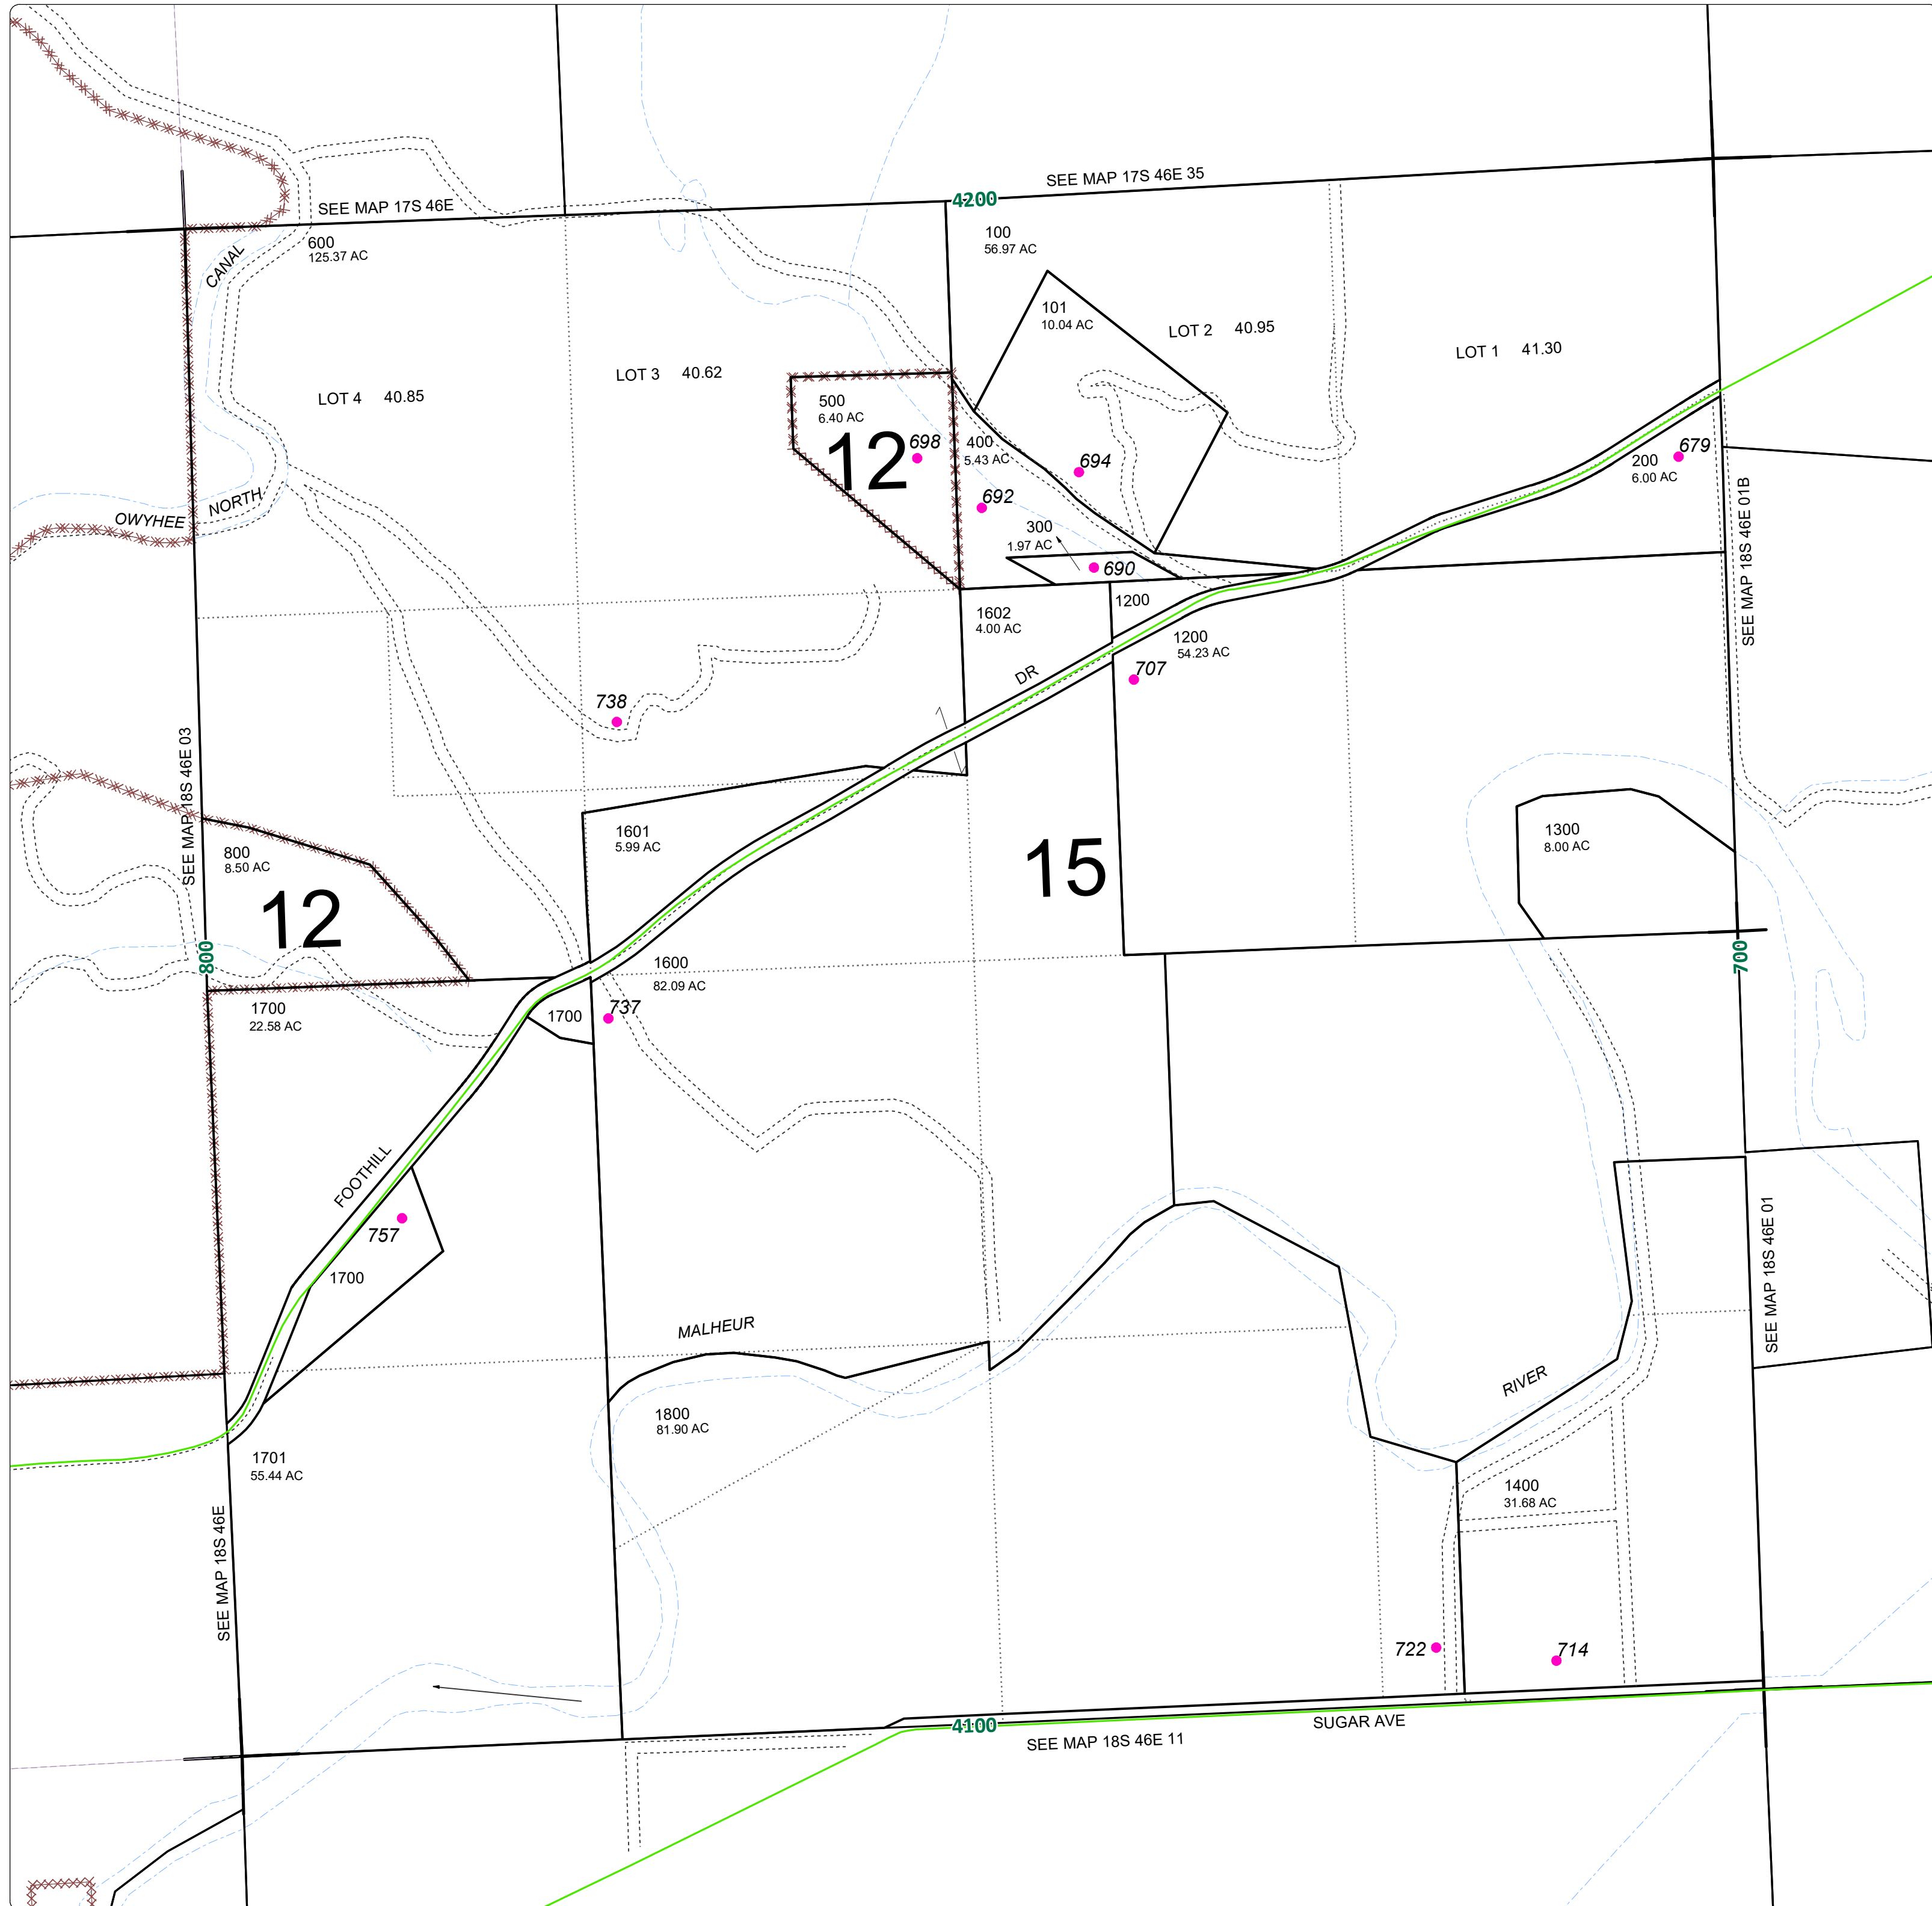 SEE MAP 17S 46E 35
SEE MAP 17S 46E
4200
600
125.37 AC
CANAL
100
56.97 AC
101
10.04 AC
LOT 2 40.95
LOT 1 41.30
LOT 3 40.62
LOT 4 40.85
500
6.40 AC
12
698
400
5.43 AC
694
679
200
6.00 AC
692
OWYHEE
NORTH
300
1.97 AC
690
SEE MAP 18S 46E 01B
1602
4.00 AC
1200
1200
54.23 AC
707
DR
738
SEE MAP 18S 46E 03
1601
5.99 AC
15
1300
8.00 AC
800
8.50 AC
12
800
700
1600
82.09 AC
1700
22.58 AC
1700
737
FOOTHILL
757
1700
SEE MAP 18S 46E 01
MALHEUR
RIVER
1800
81.90 AC
1701
55.44 AC
1400
31.68 AC
SEE MAP 18S 46E
722
714
4100
SUGAR AVE
SEE MAP 18S 46E 11